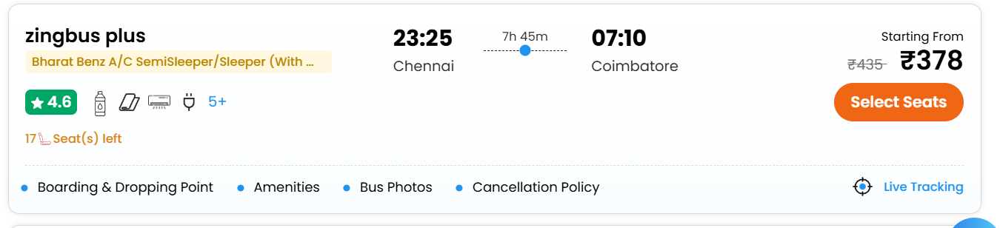 zingbus plus
Bharat Benz A/C SemiSleeper/Sleeper (With ...
4.6
5+
17 Seat(s) left
23:25
Chennai
7h 45m
07:10
Coimbatore
Starting From
₹435 ₹378
Select Seats
Boarding & Dropping Point
Amenities
Bus Photos
Cancellation Policy
Live Tracking